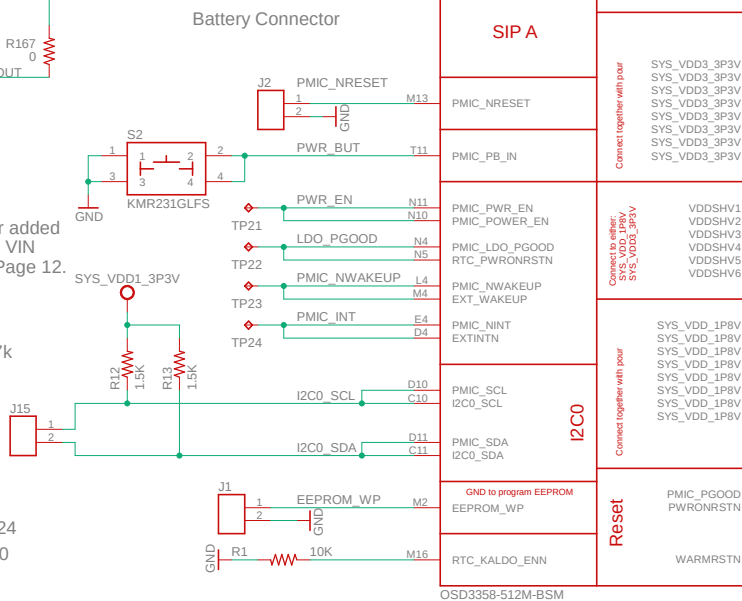 Battery Connector
SIP A
R167
0
OUT
J2
PMIC_NRESET
1
2
GND
M13
PMIC_NRESET
Connect together with pour
SYS_VDD3_3P3V
SYS_VDD3_3P3V
SYS_VDD3_3P3V
SYS_VDD3_3P3V
SYS_VDD3_3P3V
SYS_VDD3_3P3V
SYS_VDD3_3P3V
SYS_VDD3_3P3V
S2
1
3
1 2
3 4
2
4
KMR231GLFS
GND
PWR_BUT
T11
PMIC_PB_IN
r added
VIN
Page 12.
TP21
PWR_EN
N11
N10
PMIC_PWR_EN
PMIC_POWER_EN
TP22
LDO_PGOOD
N4
N5
PMIC_LDO_PGOOD
RTC_PWRONRSTN
TP23
PMIC_NWAKEUP
L4
M4
PMIC_NWAKEUP
EXT_WAKEUP
TP24
PMIC_INT
E4
D4
PMIC_NINT
EXTINTN
Connect to either:
SYS_VDD_1P8V
SYS_VDD3_3P3V
VDDSHV1
VDDSHV2
VDDSHV3
VDDSHV4
VDDSHV5
VDDSHV6
SYS_VDD1_3P3V
7k
R12
1.5K
R13
1.5K
J15
1
2
I2C0_SCL
D10
C10
PMIC_SCL
I2C0_SCL
I2C0_SDA
D11
C11
PMIC_SDA
I2C0_SDA
I2C0
Connect together with pour
SYS_VDD_1P8V
SYS_VDD_1P8V
SYS_VDD_1P8V
SYS_VDD_1P8V
SYS_VDD_1P8V
SYS_VDD_1P8V
SYS_VDD_1P8V
SYS_VDD_1P8V
24
0
J1
1
2
EEPROM_WP
GND
M2
GND to program EEPROM
EEPROM_WP
GND
R1
10K
M16
RTC_KALDO_ENN
Reset
PMIC_PGOOD
PWRONRSTN
WARMRSTN
OSD3358-512M-BSM